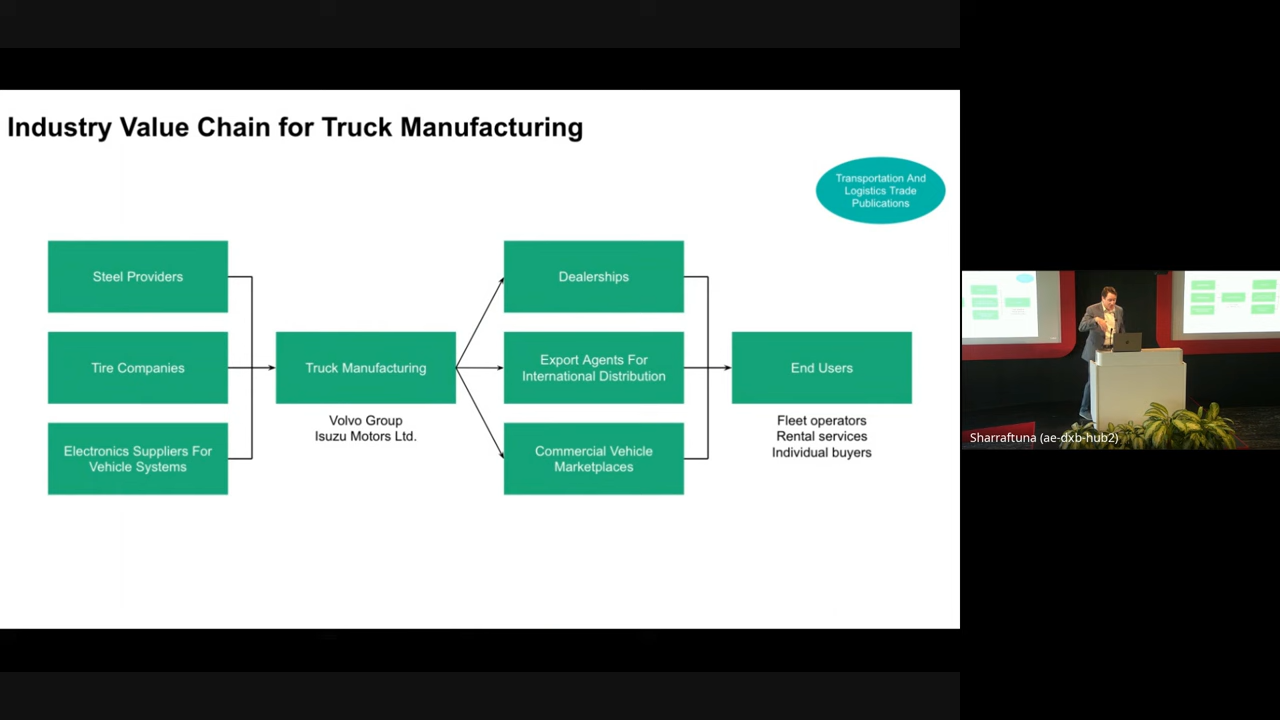 Industry Value Chain for Truck Manufacturing
Transportation And
Logistics Trade
Publications
Steel Providers
Tire Companies
Electronics Suppliers For
Vehicle Systems
Truck Manufacturing
Volvo Group
Isuzu Motors Ltd.
Dealerships
Export Agents For
International Distribution
Commercial Vehicle
Marketplaces
End Users
Fleet operators
Rental services
Individual buyers
Sharraftuna (ae-dxb-hub2)